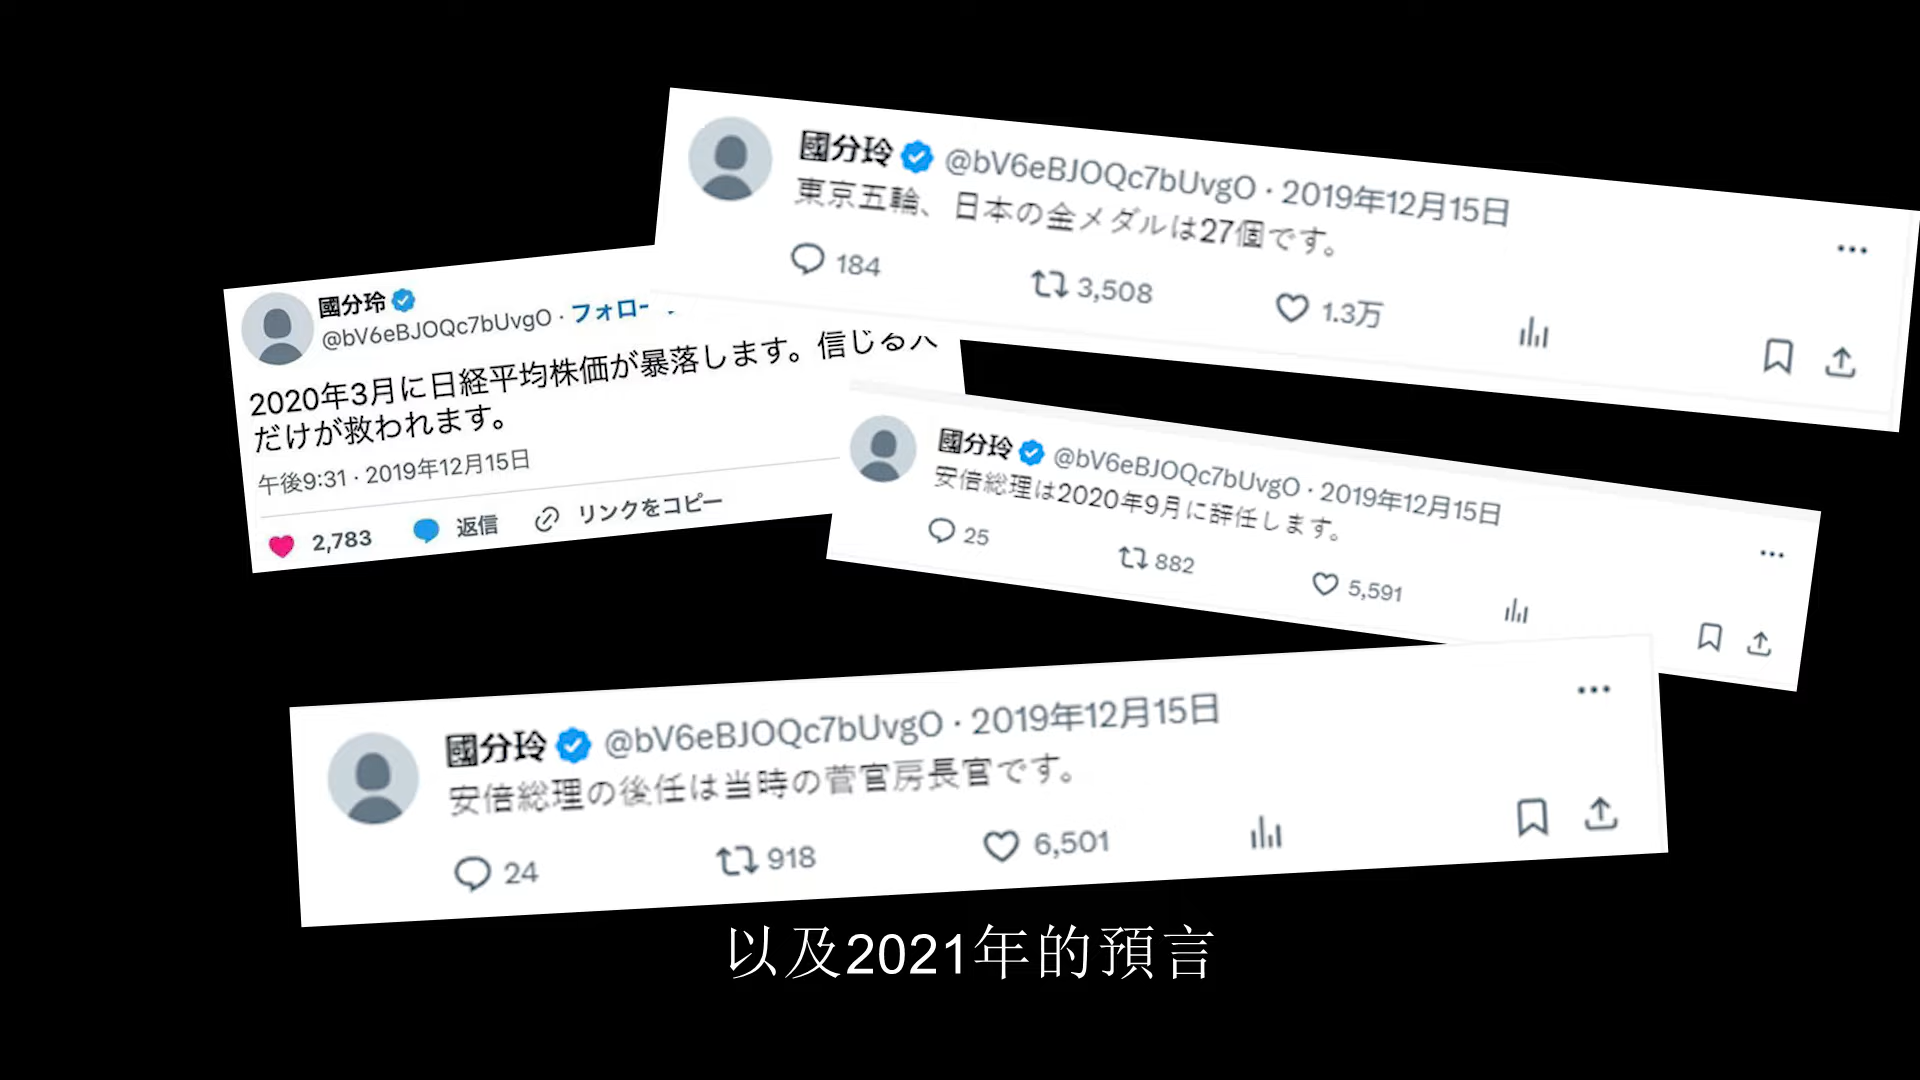 國分玲 @bV6eBJOQc7bUvgO · 2019年12月15日
東京五輪、日本の金メダルは27個です。
184 3,508 1.3万
國分玲
@bV6eBJOQc7bUvgO · フォロー
2020年3月に日経平均株価が暴落します。信じる人
だけが救われます。
午後9:31 · 2019年12月15日
2,783 返信 リンクをコピー
國分玲 @bV6eBJOQc7bUvgO · 2019年12月15日
安倍総理は2020年9月に辞任します。
25 882 5,591
國分玲 @bV6eBJOQc7bUvgO · 2019年12月15日
安倍総理の後任は当時の菅官房長官です。
24 918 6,501
以及2021年的預言